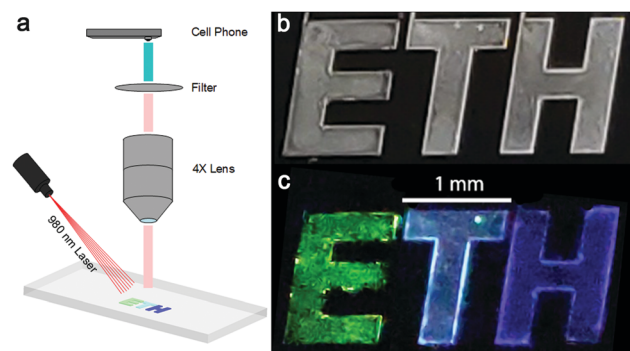 a
Cell Phone
Filter
4X Lens
980 nm Laser
ETH
b
ETH
c
1 mm
ETH